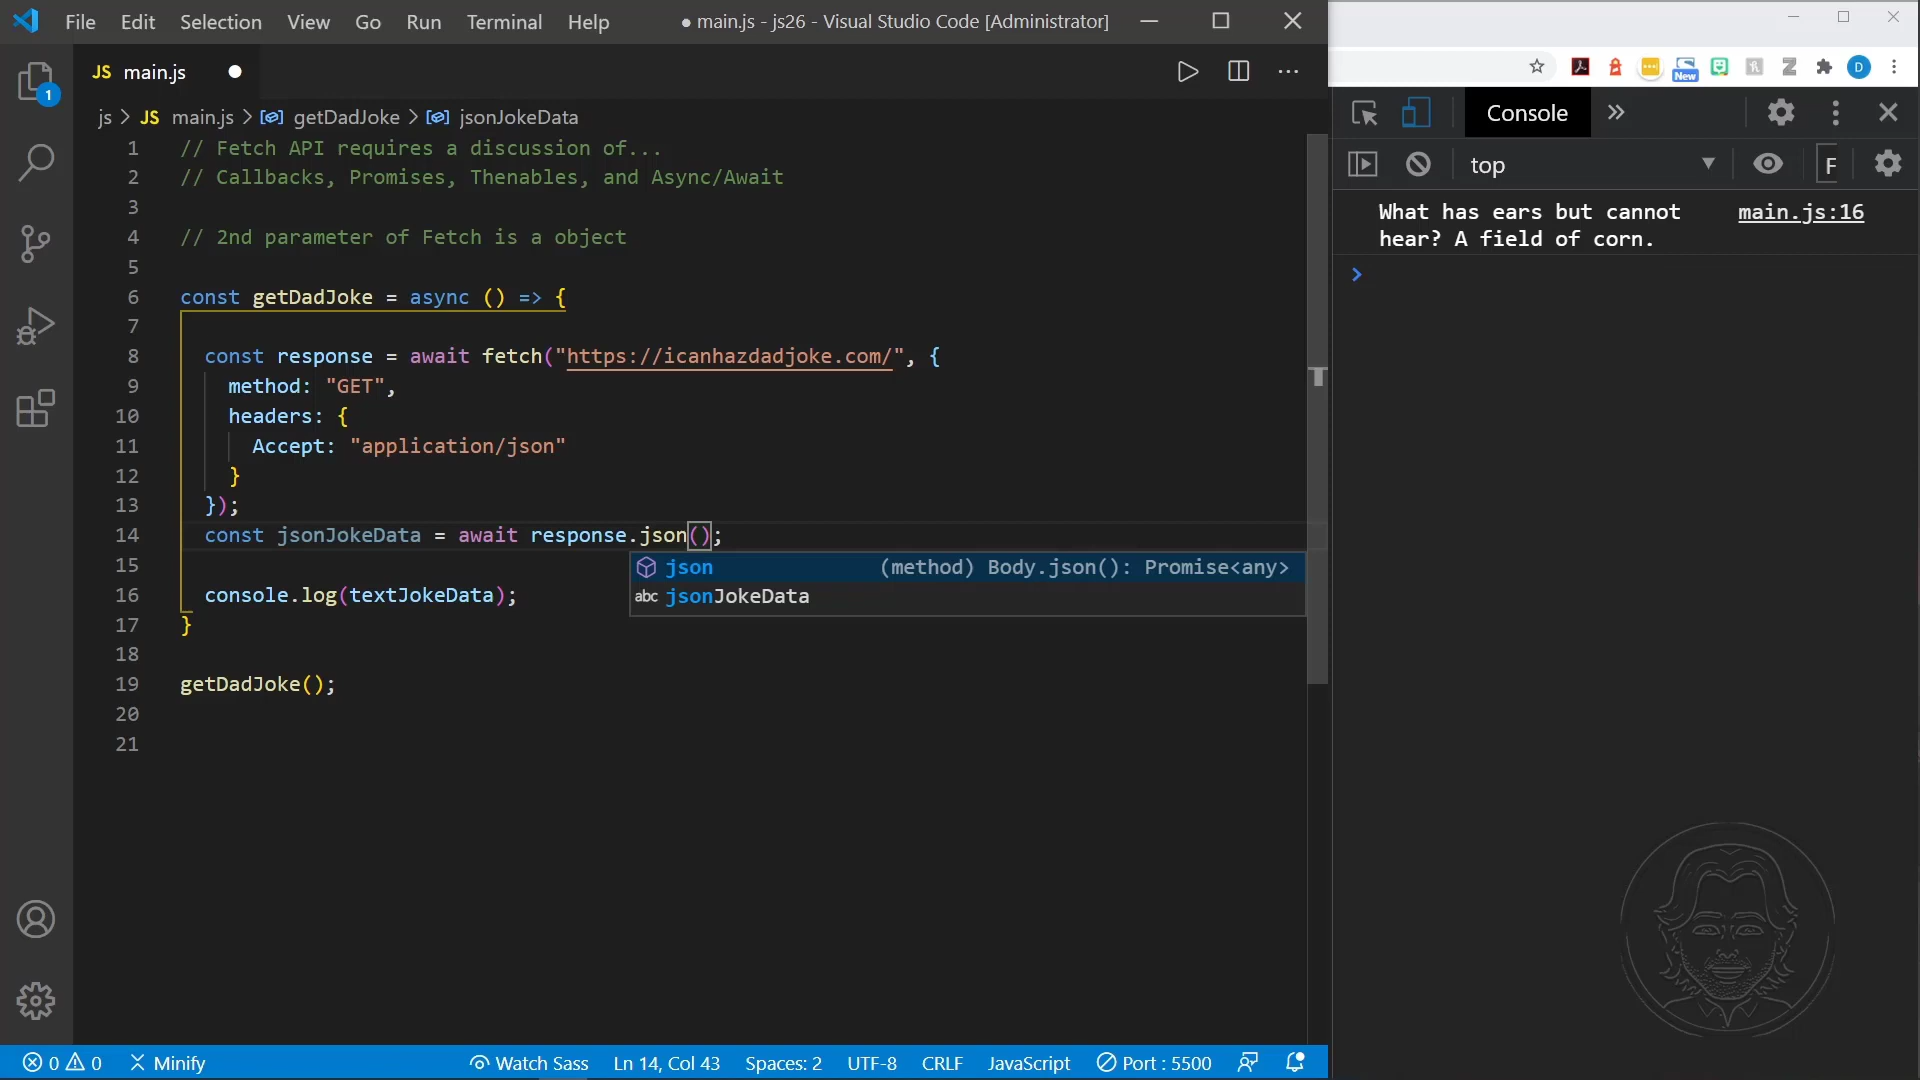 File Edit Selection View Go Run Terminal Help ● main.js - js26 - Visual Studio Code [Administrator]
JS main.js
1
js > JS main.js > getDadJoke > jsonJokeData
1 // Fetch API requires a discussion of...
2 // Callbacks, Promises, Thenables, and Async/Await
3
4 // 2nd parameter of Fetch is a object
5
6 const getDadJoke = async () => {
7
8 const response = await fetch("https://icanhazdadjoke.com/", {
9 method: "GET",
10 headers: {
11 Accept: "application/json"
12 }
13 });
14 const jsonJokeData = await response.json();
15
json (method) Body.json(): Promise<any>
16 console.log(textJokeData);
abc jsonJokeData
17 }
18
19 getDadJoke();
20
21
0 0 Minify Watch Sass Ln 14, Col 43 Spaces: 2 UTF-8 CRLF JavaScript Port : 5500
New
D
Console
top
F
What has ears but cannot main.js:16
hear? A field of corn.